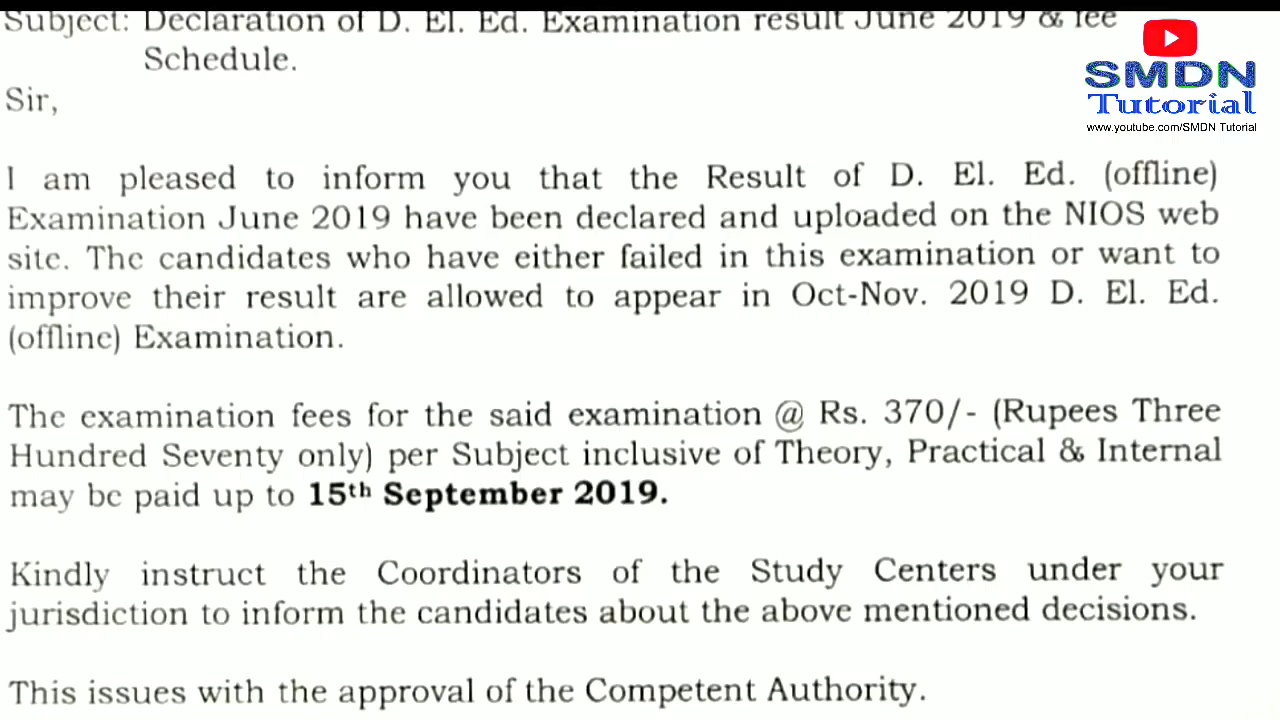 Subject: Declaration of D. El. Ed. Examination result June 2019 & fee
Schedule.
SMDN
Tutorial
www.youtube.com/SMDN Tutorial
Sir,
I am pleased to inform you that the Result of D. El. Ed. (offline)
Examination June 2019 have been declared and uploaded on the NIOS web
site. The candidates who have either failed in this examination or want to
improve their result are allowed to appear in Oct-Nov. 2019 D. El. Ed.
(offline) Examination.
The examination fees for the said examination @ Rs. 370/- (Rupees Three
Hundred Seventy only) per Subject inclusive of Theory, Practical & Internal
may be paid up to 15th September 2019.
Kindly instruct the Coordinators of the Study Centers under your
jurisdiction to inform the candidates about the above mentioned decisions.
This issues with the approval of the Competent Authority.